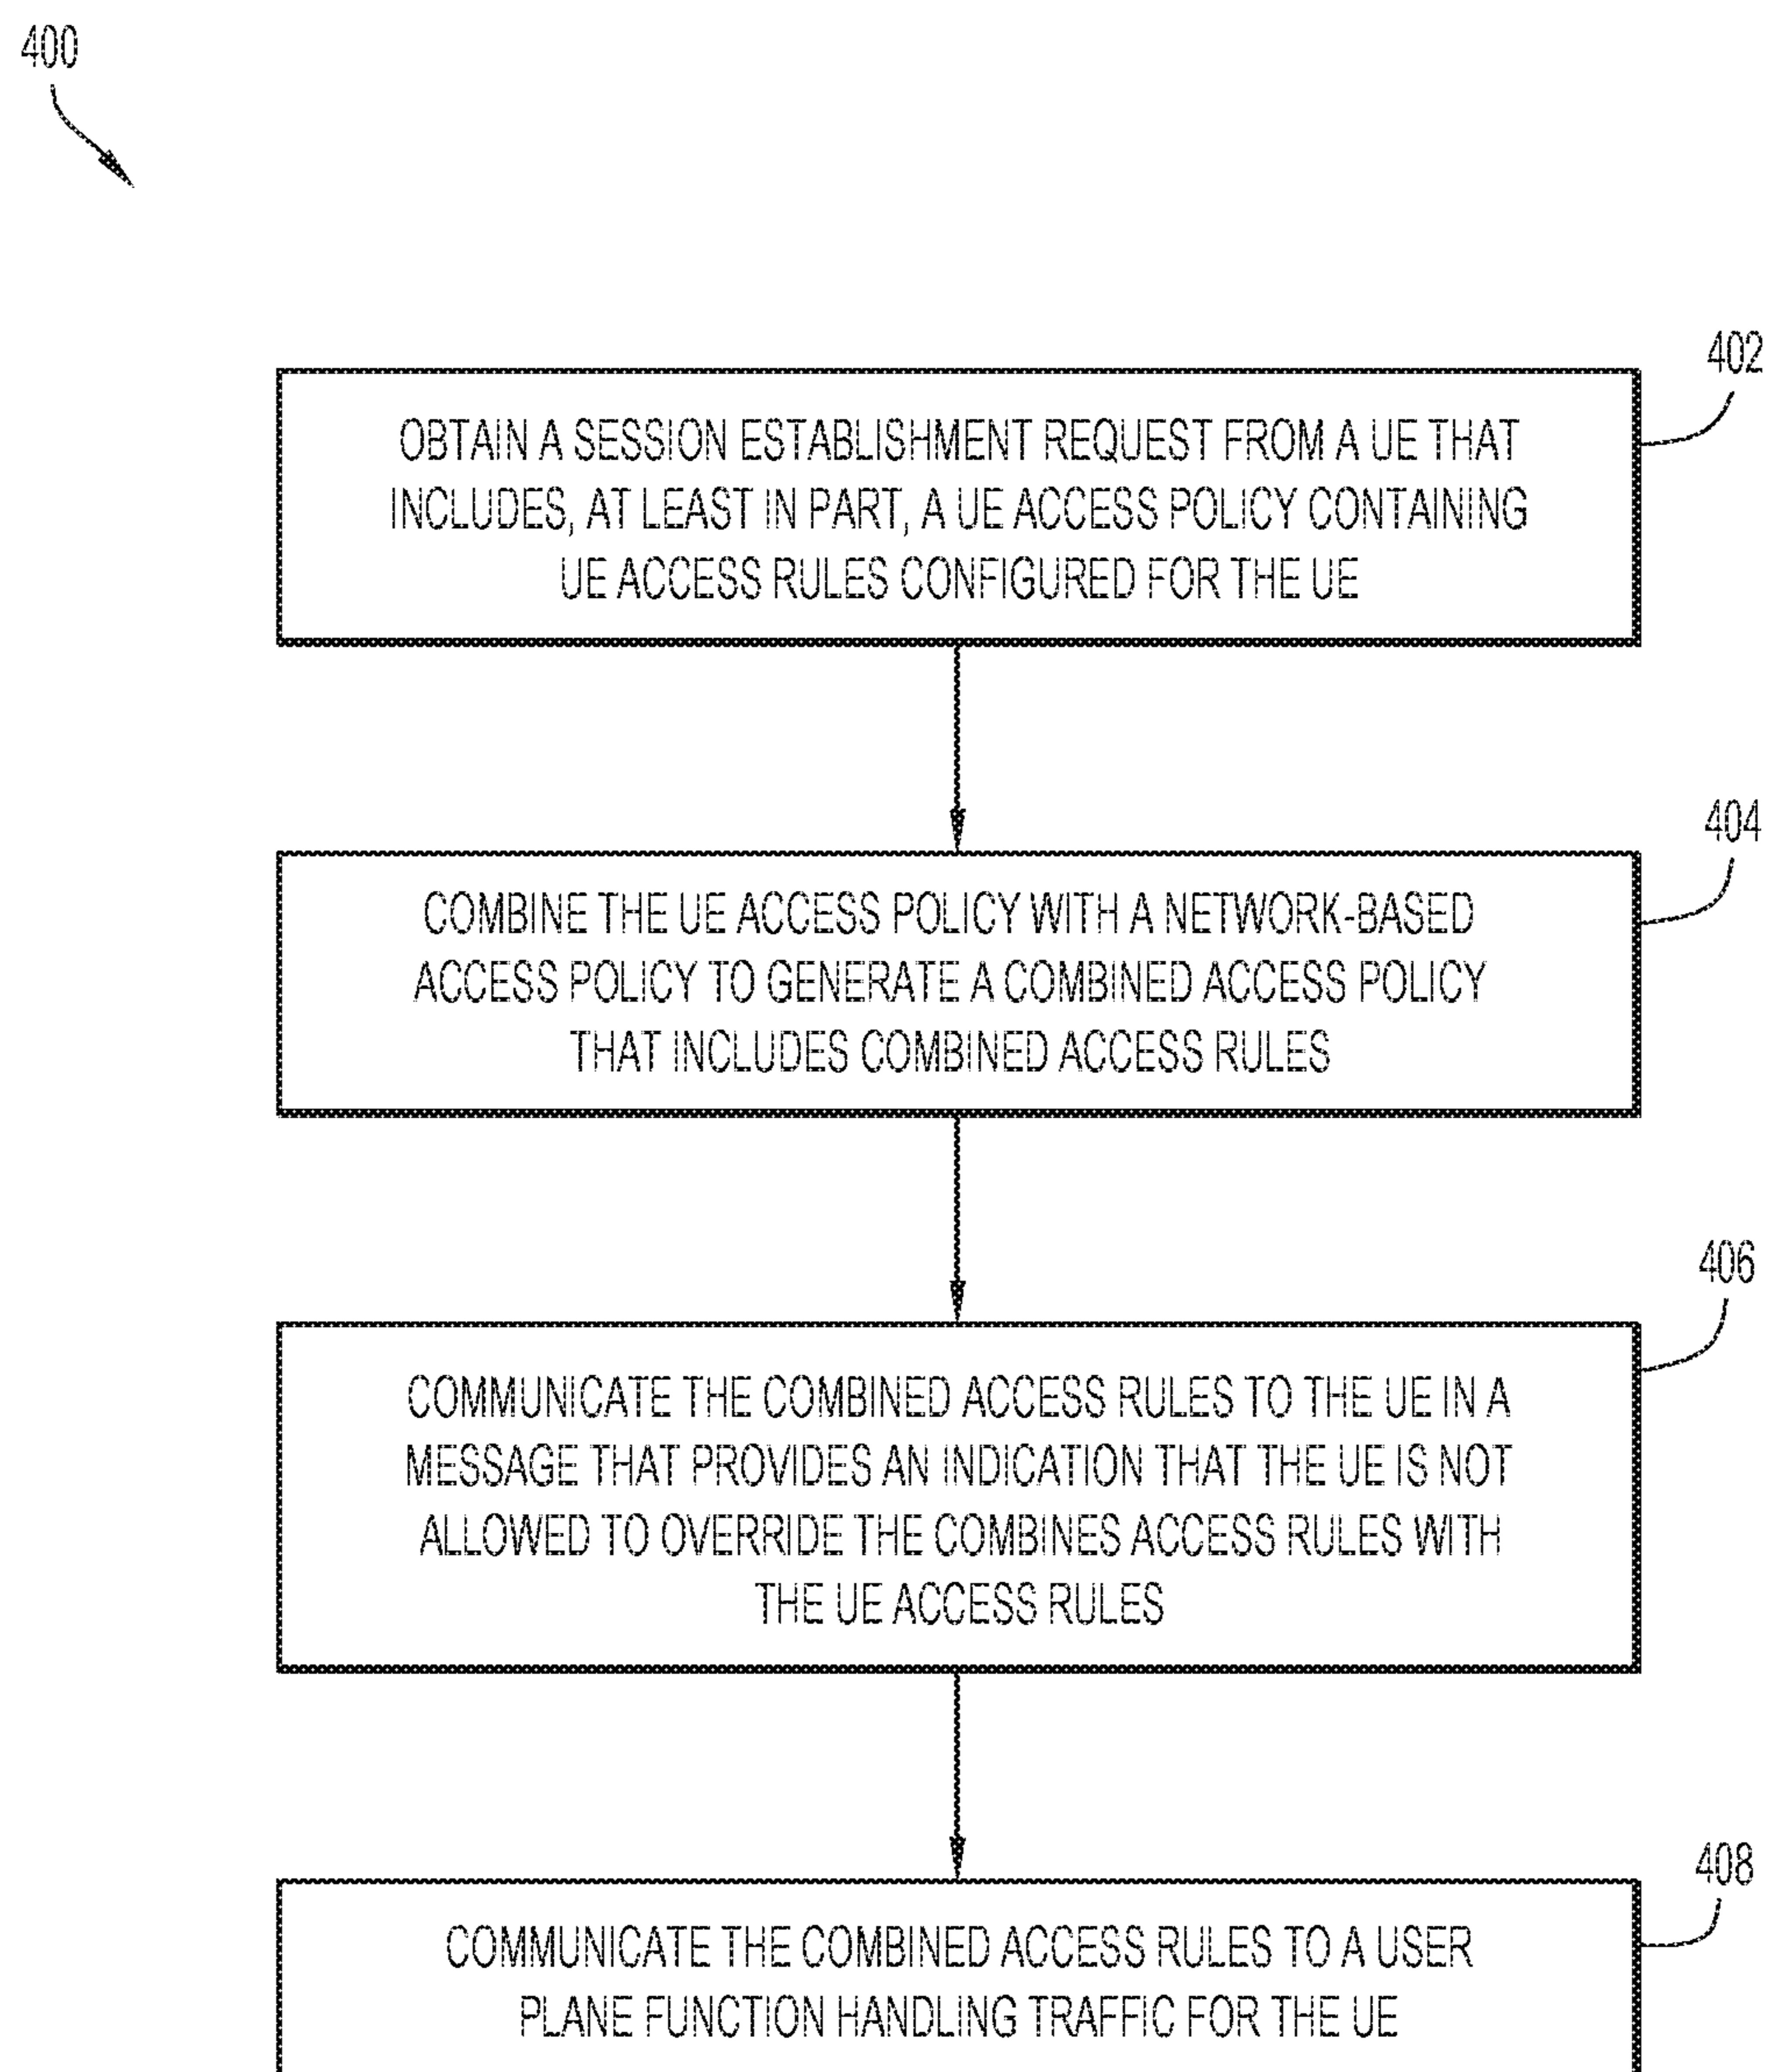 400
402
OBTAIN A SESSION ESTABLISHMENT REQUEST FROM A UE THAT
INCLUDES, AT LEAST IN PART, A UE ACCESS POLICY CONTAINING
UE ACCESS RULES CONFIGURED FOR THE UE
404
COMBINE THE UE ACCESS POLICY WITH A NETWORK-BASED
ACCESS POLICY TO GENERATE A COMBINED ACCESS POLICY
THAT INCLUDES COMBINED ACCESS RULES
406
COMMUNICATE THE COMBINED ACCESS RULES TO THE UE IN A
MESSAGE THAT PROVIDES AN INDICATION THAT THE UE IS NOT
ALLOWED TO OVERRIDE THE COMBINES ACCESS RULES WITH
THE UE ACCESS RULES
408
COMMUNICATE THE COMBINED ACCESS RULES TO A USER
PLANE FUNCTION HANDLING TRAFFIC FOR THE UE